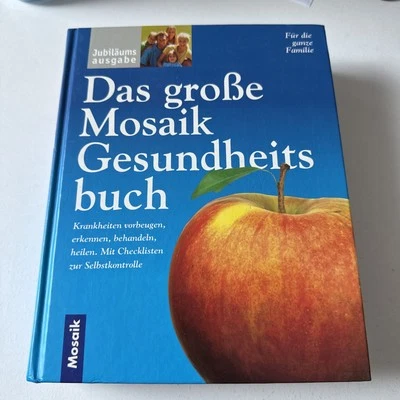 Jubiläums
ausgabe
Für die
ganze
Familie
Das große
Mosaik
Gesundheits
buch
Krankheiten vorbeugen,
erkennen, behandeln,
heilen. Mit Checklisten
zur Selbstkontrolle
Mosaik